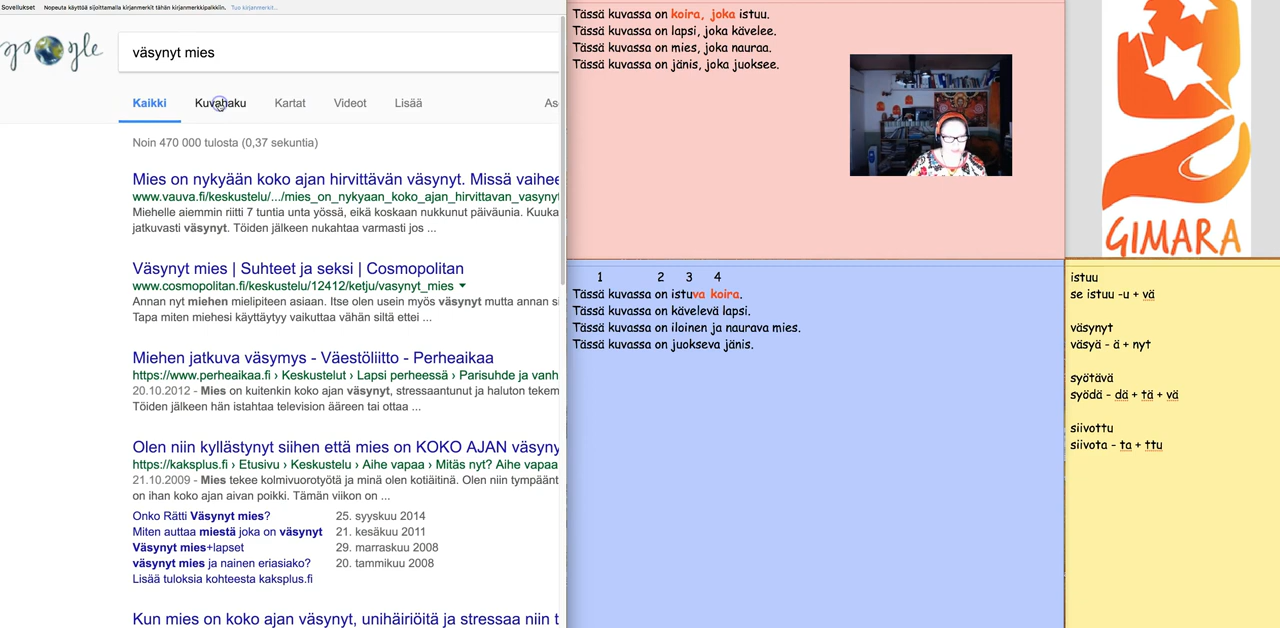 Sovellukset Nopeuta käyttöä sijoittamalla kirjanmerkit tähän kirjanmerkkipalkkiin. Tuo kirjanmerkit...
Google
väsynyt mies
Kaikki Kuvahaku Kartat Videot Lisää As
Noin 470 000 tulosta (0,37 sekuntia)
Mies on nykyään koko ajan hirvittävän väsynyt. Missä vaihee
www.vauva.fi/keskustelu/.../mies_on_nykyaan_koko_ajan_hirvittavan_vasynyt
Miehelle aiemmin riitti 7 tuntia unta yössä, eikä koskaan nukkunut päiväunia. Kuuka
jatkuvasti väsynyt. Töiden jälkeen nukahtaa varmasti jos ...
Väsynyt mies | Suhteet ja seksi | Cosmopolitan
www.cosmopolitan.fi/keskustelu/12412/ketju/vasynyt_mies
Annan nyt miehen mielipiteen asiaan. Itse olen usein myös väsynyt mutta annan si
Tapa miten miehesi käyttäytyy vaikuttaa vähän siltä ettei ...
Miehen jatkuva väsymys - Väestöliitto - Perheaikaa
https://www.perheaikaa.fi › Keskustelut › Lapsi perheessä › Parisuhde ja vanh
20.10.2012 - Mies on kuitenkin koko ajan väsynyt, stressaantunut ja haluton tekem
Töiden jälkeen hän istahtaa television ääreen tai ottaa ...
Olen niin kyllästynyt siihen että mies on KOKO AJAN väsyny
https://kaksplus.fi › Etusivu › Keskustelu › Aihe vapaa › Mitäs nyt? Aihe vapaa
21.10.2009 - Mies tekee kolmivuorotyötä ja minä olen kotiäitinä. Olen niin tympäänt
on ihan koko ajan aivan poikki. Tämän viikon on ...
Onko Rätti Väsynyt mies? 25. syyskuu 2014
Miten auttaa miestä joka on väsynyt 21. kesäkuu 2011
Väsynyt mies+lapset 29. marraskuu 2008
väsynyt mies ja nainen eriasiako? 20. tammikuu 2008
Lisää tuloksia kohteesta kaksplus.fi
Kun mies on koko ajan väsynyt, unihäiriöitä ja stressaa niin t
Tässä kuvassa on koira, joka istuu.
Tässä kuvassa on lapsi, joka kävelee.
Tässä kuvassa on mies, joka nauraa.
Tässä kuvassa on jänis, joka juoksee.
GIMARA
1 2 3 4
Tässä kuvassa on istuva koira.
Tässä kuvassa on kävelevä lapsi.
Tässä kuvassa on iloinen ja naurava mies.
Tässä kuvassa on juokseva jänis.
istuu
se istuu -u + vä
väsynyt
väsyä - ä + nyt
syötävä
syödä - dä + tä + vä
siivottu
siivota - ta + ttu